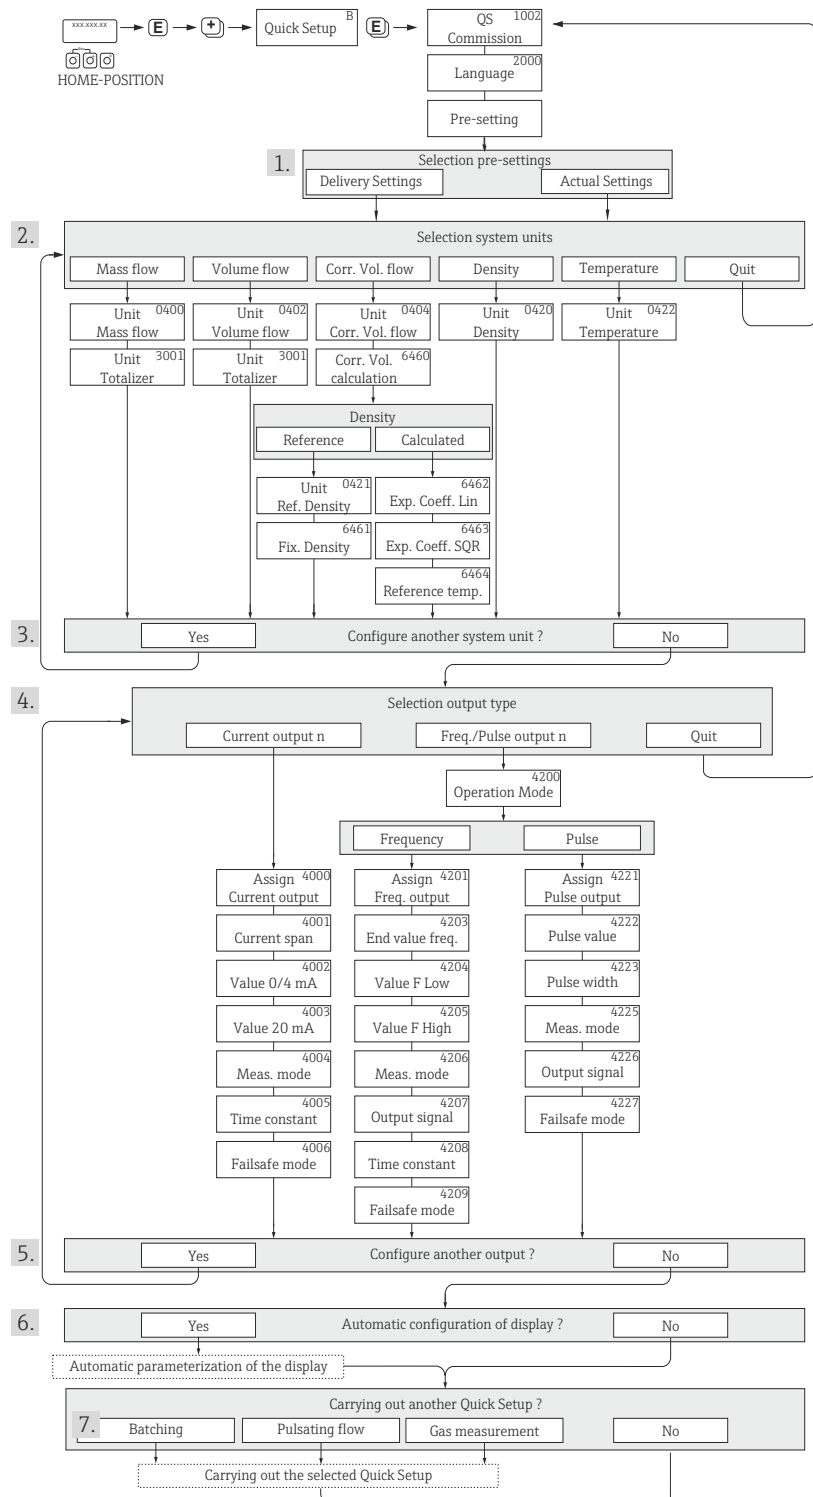 xxx.xxx.xx
E
+
Quick Setup B
E
QS 1002
Commission
HOME-POSITION
Language 2000
Pre-setting
1.
Selection pre-settings
Delivery Settings
Actual Settings
2.
Selection system units
Mass flow
Volume flow
Corr. Vol. flow
Density
Temperature
Quit
Unit 0400
Mass flow
Unit 0402
Volume flow
Unit 0404
Corr. Vol. flow
Unit 0420
Density
Unit 0422
Temperature
Unit 3001
Totalizer
Unit 3001
Totalizer
Corr. Vol. 6460
calculation
Density
Reference
Calculated
Unit 0421
Ref. Density
6462
Exp. Coeff. Lin
6461
Fix. Density
6463
Exp. Coeff. SQR
6464
Reference temp.
3.
Yes
Configure another system unit ?
No
4.
Selection output type
Current output n
Freq./Pulse output n
Quit
4200
Operation Mode
Frequency
Pulse
Assign 4000
Current output
Assign 4201
Freq. output
Assign 4221
Pulse output
4001
Current span
4203
End value freq.
4222
Pulse value
4002
Value 0/4 mA
4204
Value F Low
4223
Pulse width
4003
Value 20 mA
4205
Value F High
4225
Meas. mode
4004
Meas. mode
4206
Meas. mode
4226
Output signal
4005
Time constant
4207
Output signal
4227
Failsafe mode
4006
Failsafe mode
4208
Time constant
4209
Failsafe mode
5.
Yes
Configure another output ?
No
6.
Yes
Automatic configuration of display ?
No
Automatic parameterization of the display
Carrying out another Quick Setup ?
7.
Batching
Pulsating flow
Gas measurement
No
Carrying out the selected Quick Setup